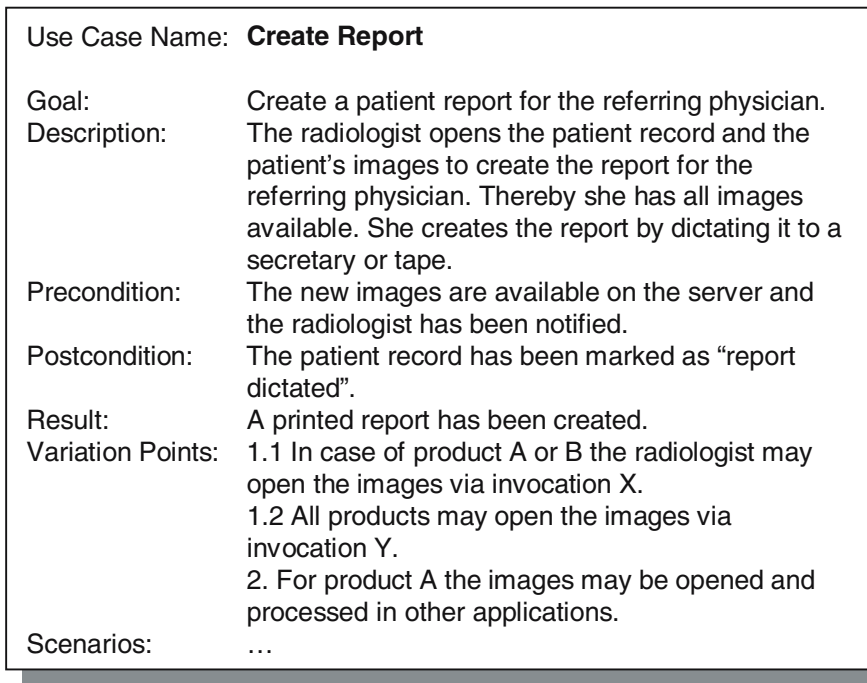 Use Case Name: Create Report
Goal: Create a patient report for the referring physician.
Description: The radiologist opens the patient record and the
patient's images to create the report for the
referring physician. Thereby she has all images
available. She creates the report by dictating it to a
secretary or tape.
Precondition: The new images are available on the server and
the radiologist has been notified.
Postcondition: The patient record has been marked as “report
dictated”.
Result: A printed report has been created.
Variation Points: 1.1 In case of product A or B the radiologist may
open the images via invocation X.
1.2 All products may open the images via
invocation Y.
2. For product A the images may be opened and
processed in other applications.
Scenarios: …